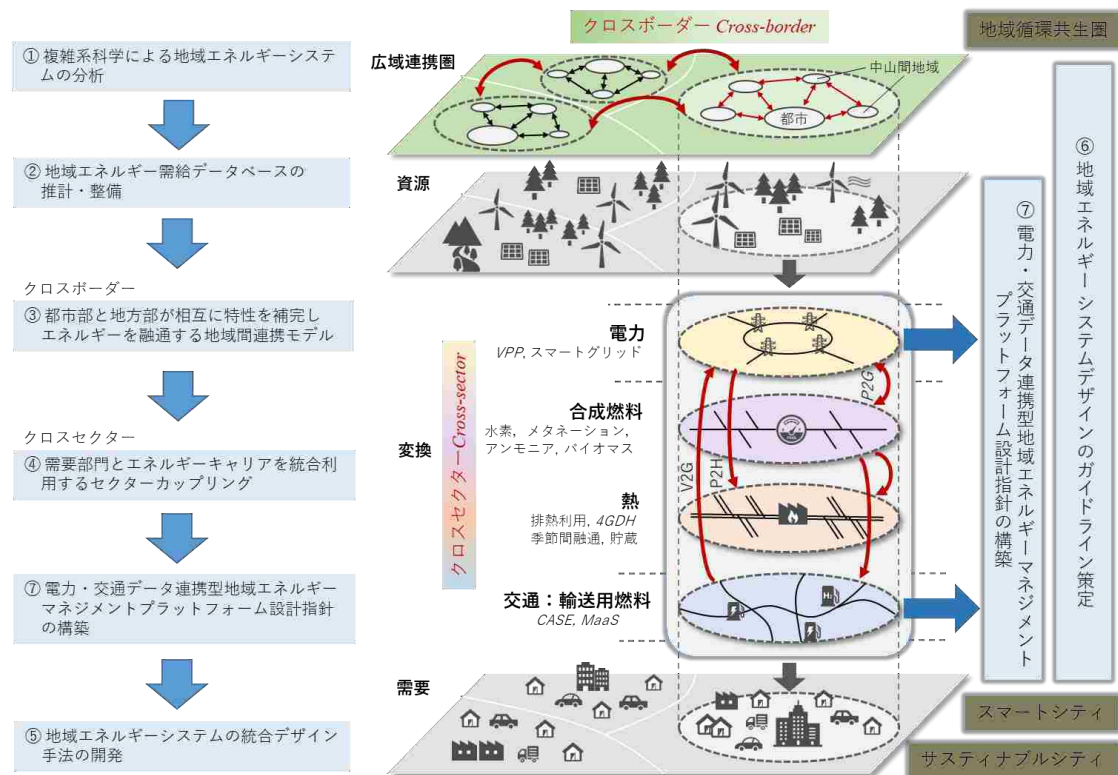 ① 複雑系科学による地域エネルギーシステ
ムの分析
② 地域エネルギー需給データベースの
推計・整備
クロスボーダー
③ 都市部と地方部が相互に特性を補完し
エネルギーを融通する地域間連携モデル
クロスセクター
④ 需要部門とエネルギーキャリアを統合利
用するセクターカップリング
⑦ 電力・交通データ連携型地域エネルギー
マネジメントプラットフォーム設計指針
の構築
⑤ 地域エネルギーシステムの統合デザイン
手法の開発
クロスボーダー Cross-border
広域連携圏
中山間地域
都市
資源
電力
VPP, スマートグリッド
合成燃料
水素, メタネーション,
アンモニア, バイオマス
変換
クロスセクター Cross-sector
熱
排熱利用, 4GDH
季節間融通, 貯蔵
交通：輸送用燃料
CASE, MaaS
P2G
V2G
P2H
H₂
需要
地域循環共生圏
⑦ 電力・交通データ連携型地域エネルギーマネジメント
プラットフォーム設計指針の構築
⑥ 地域エネルギーシステムデザインのガイドライン策定
スマートシティ
サスティナブルシティ